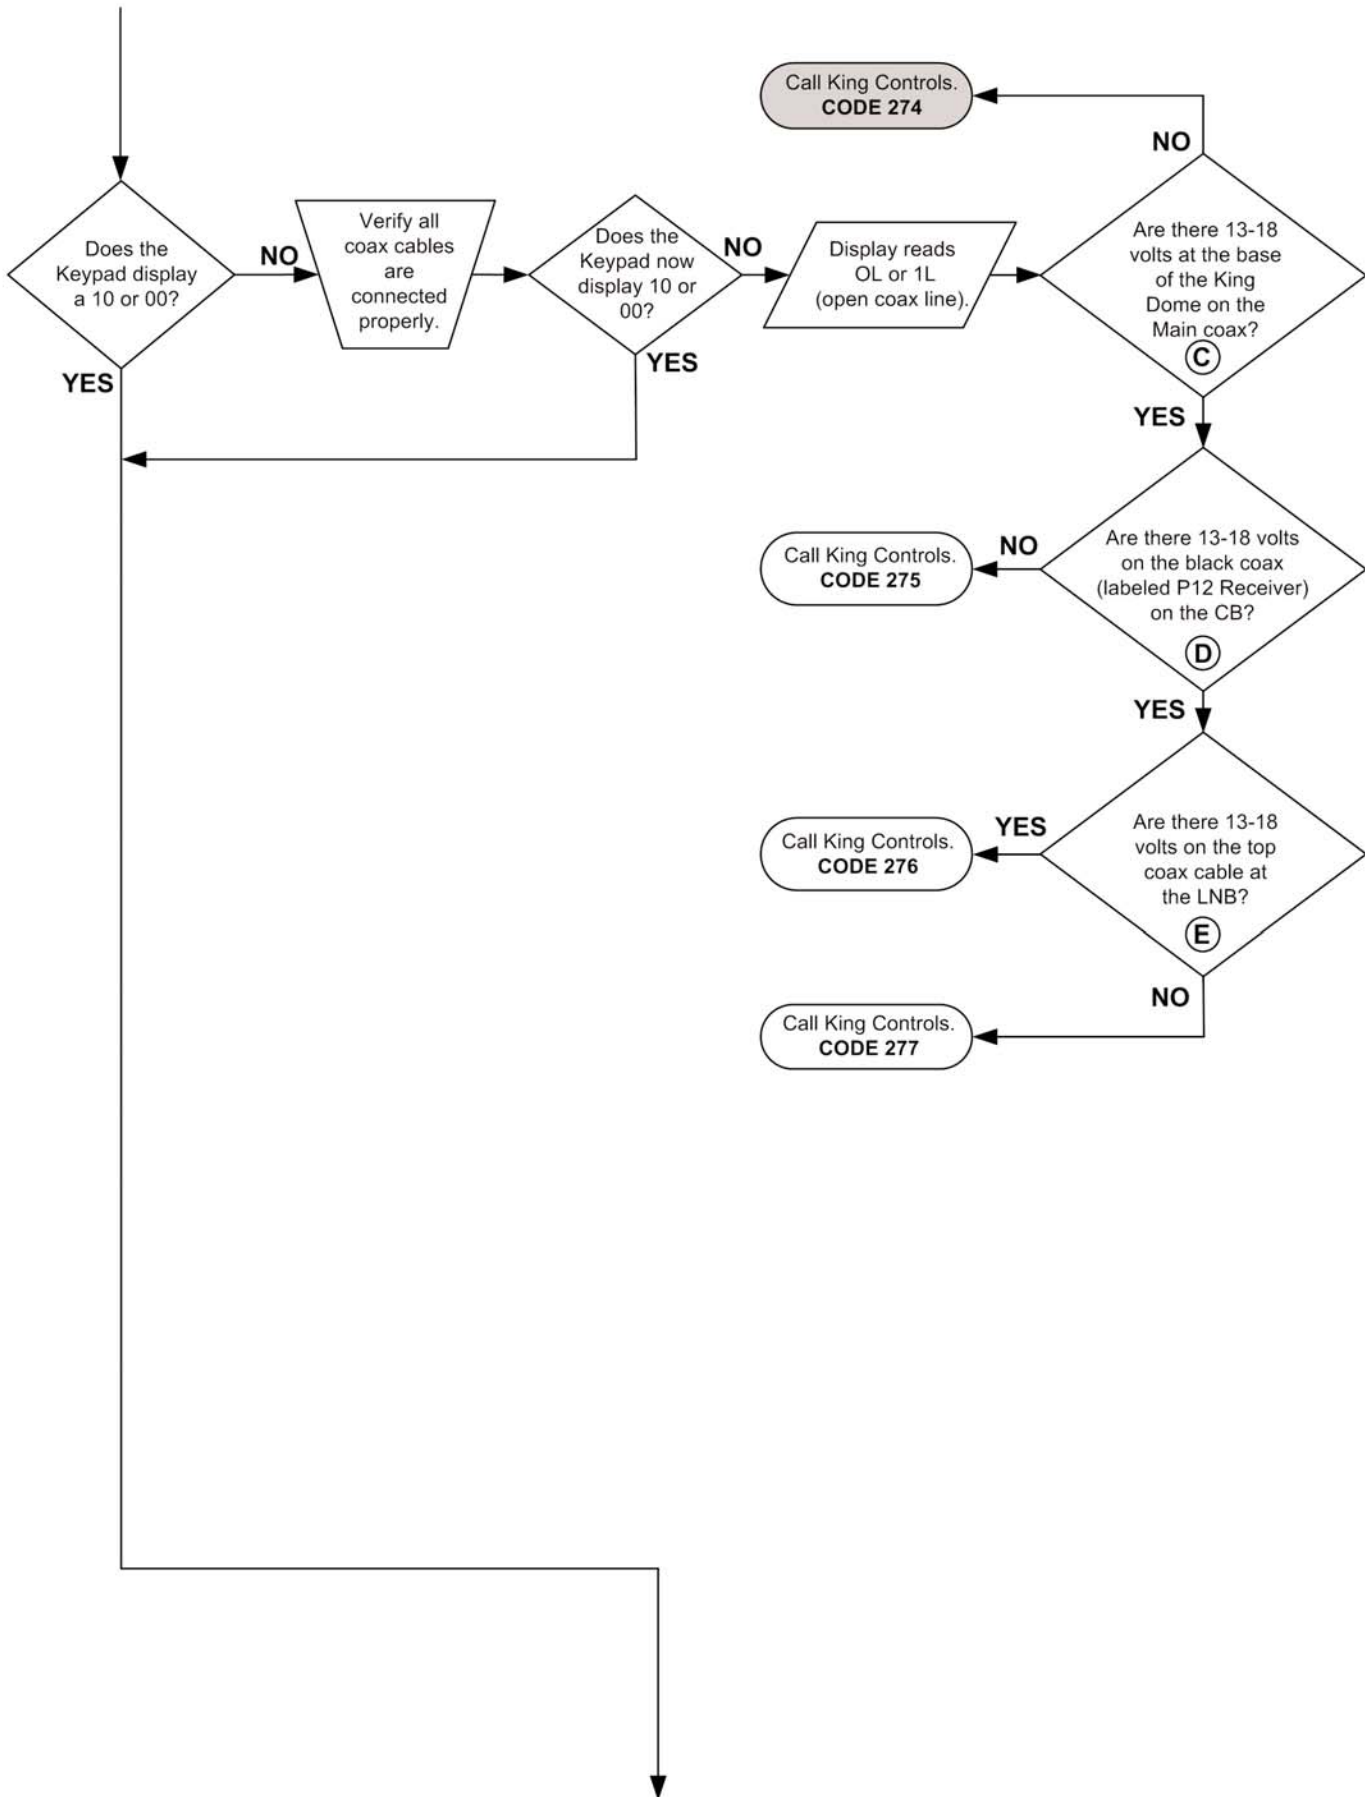 Call King Controls.
CODE 274
NO
Does the
Keypad display
a 10 or 00?
NO
YES
Verify all
coax cables
are
connected
properly.
Does the
Keypad now
display 10 or
00?
NO
YES
Display reads
OL or 1L
(open coax line).
Are there 13-18
volts at the base
of the King
Dome on the
Main coax?
C
YES
Are there 13-18 volts
on the black coax
(labeled P12 Receiver)
on the CB?
D
NO
Call King Controls.
CODE 275
YES
Are there 13-18
volts on the top
coax cable at
the LNB?
E
YES
Call King Controls.
CODE 276
NO
Call King Controls.
CODE 277